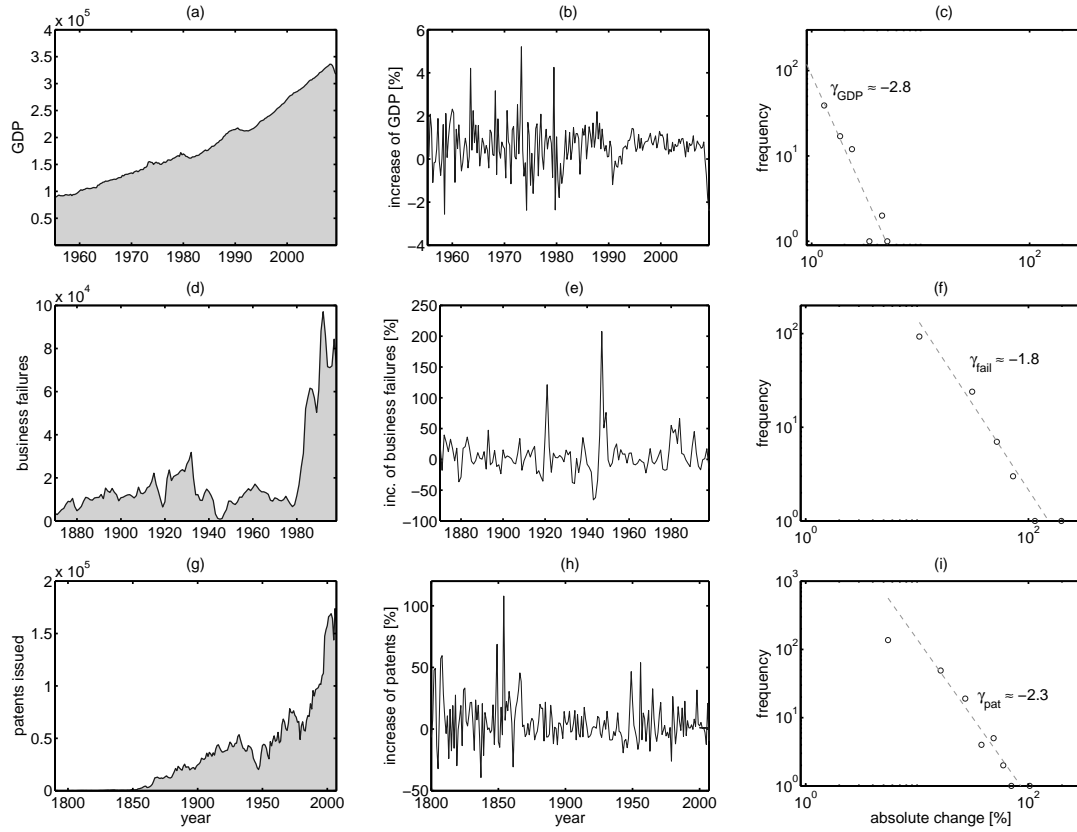 (a)
x 10^5
4
3.5
3
2.5
2
1.5
1
0.5
GDP
1960 1970 1980 1990 2000
(b)
6
4
2
0
−2
−4
increase of GDP [%]
1960 1970 1980 1990 2000
(c)
10^2
10^1
10^0
frequency
γ_GDP ≈ −2.8
10^0 10^2
(d)
x 10^4
10
8
6
4
2
0
business failures
1880 1900 1920 1940 1960 1980
(e)
250
200
150
100
50
0
−50
−100
inc. of business failures [%]
1880 1900 1920 1940 1960 1980
(f)
10^2
10^1
10^0
frequency
γ_fail ≈ −1.8
10^0 10^2
(g)
x 10^5
2
1.5
1
0.5
0
patents issued
1800 1850 1900 1950 2000
year
(h)
100
50
0
−50
increase of patents [%]
1800 1850 1900 1950 2000
year
(i)
10^3
10^2
10^1
10^0
frequency
γ_pat ≈ −2.3
10^0 10^2
absolute change [%]